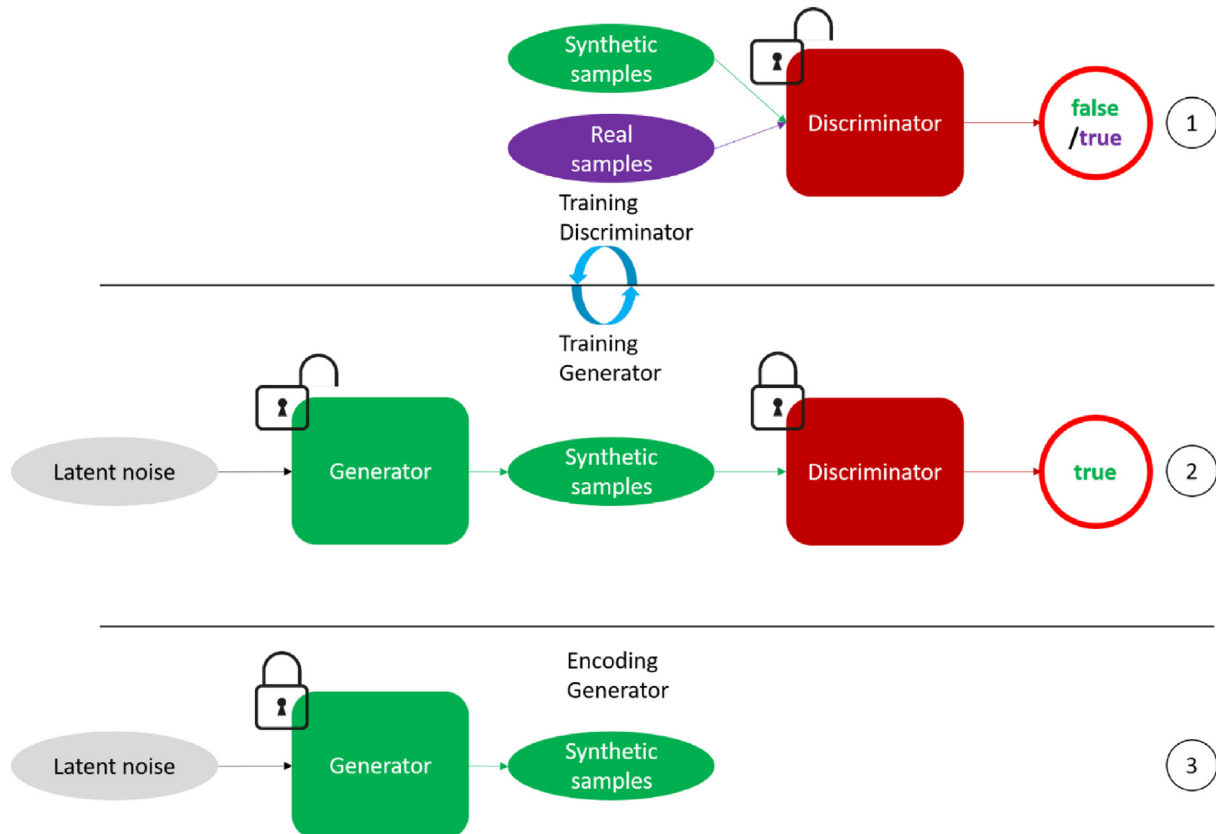 Synthetic
samples
Real
samples
Discriminator
false
/true
1
Training
Discriminator
Training
Generator
Latent noise
Generator
Synthetic
samples
Discriminator
true
2
Encoding
Generator
Latent noise
Generator
Synthetic
samples
3